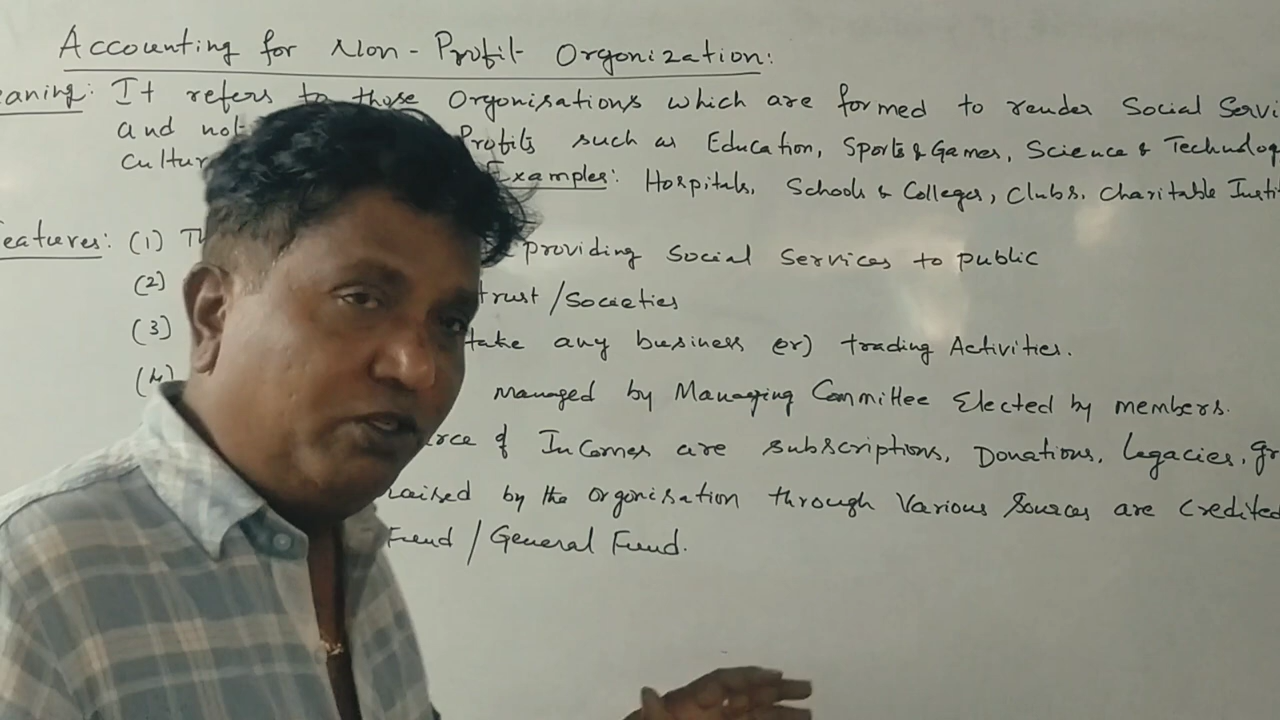 Accounting for Non-Profit Organization:
eaning: It refers to those Organisations which are formed to render Social Servi
and not Profits such as Education, Sports & Games, Science & Technolog
Cultur Examples: Hospitals, Schools & Colleges, Clubs, Charitable Insti
Features: (1) Th providing Social Services to public
(2) trust /Societies
(3) take any business or) trading Activities.
(4) managed by Managing Committee Elected by members.
rce of Incomes are subscriptions, Donations, legacies, gr
raised by the organisation through Various Sources are credited
Fund / General Fund.